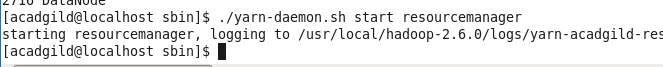 2716 DataNode
[acadgild@localhost sbin]$ ./yarn-daemon.sh start resourcemanager
starting resourcemanager, logging to /usr/local/hadoop-2.6.0/logs/yarn-acadgild-res
[acadgild@localhost sbin]$